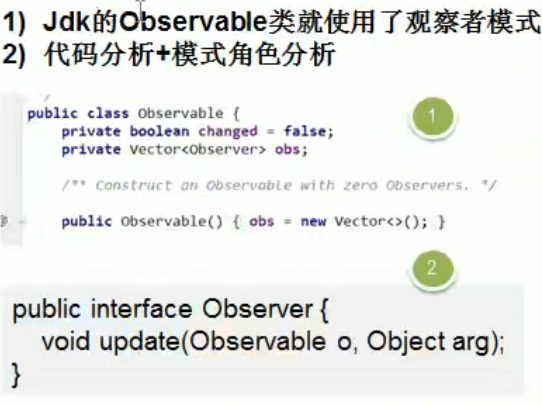 1) Jdk的Observable类就使用了观察者模式
2) 代码分析+模式角色分析
*/
public class Observable {
private boolean changed = false;
private Vector<Observer> obs;
/** Construct an Observable with zero Observers. */
public Observable() { obs = new Vector<>(); }
1
2
public interface Observer {
void update(Observable o, Object arg);
}